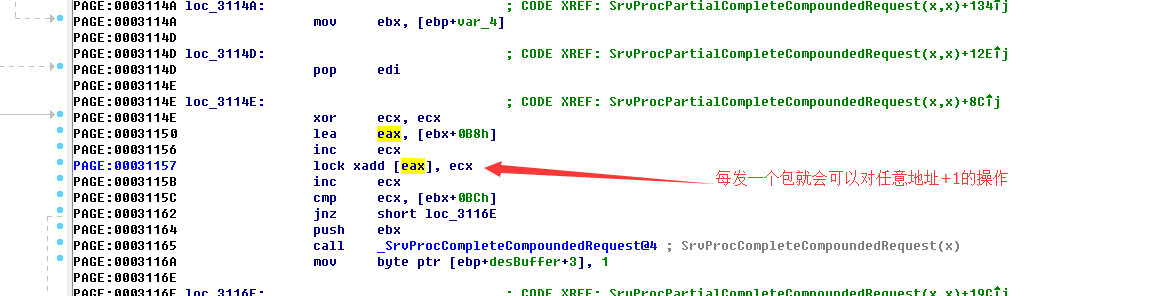 PAGE:0003114A loc_3114A: ; CODE XREF: SrvProcPartialCompleteCompoundedRequest(x,x)+134↑j
PAGE:0003114A mov ebx, [ebp+var_4]
PAGE:0003114D
PAGE:0003114D loc_3114D: ; CODE XREF: SrvProcPartialCompleteCompoundedRequest(x,x)+12E↑j
PAGE:0003114D pop edi
PAGE:0003114E
PAGE:0003114E loc_3114E: ; CODE XREF: SrvProcPartialCompleteCompoundedRequest(x,x)+8C↑j
PAGE:0003114E xor ecx, ecx
PAGE:00031150 lea eax, [ebx+0B8h]
PAGE:00031156 inc ecx
PAGE:00031157 lock xadd [eax], ecx
每发一个包就会可以对任意地址+1的操作
PAGE:0003115B inc ecx
PAGE:0003115C cmp ecx, [ebx+0BCh]
PAGE:00031162 jnz short loc_3116E
PAGE:00031164 push ebx
PAGE:00031165 call _SrvProcCompleteCompoundedRequest@4 ; SrvProcCompleteCompoundedRequest(x)
PAGE:0003116A mov byte ptr [ebp+desBuffer+3], 1
PAGE:0003116E
PAGE:0003116E loc_3116E: ; CODE XREF: SrvProcPartialCompleteCompoundedRequest(x,x)+19C↑j